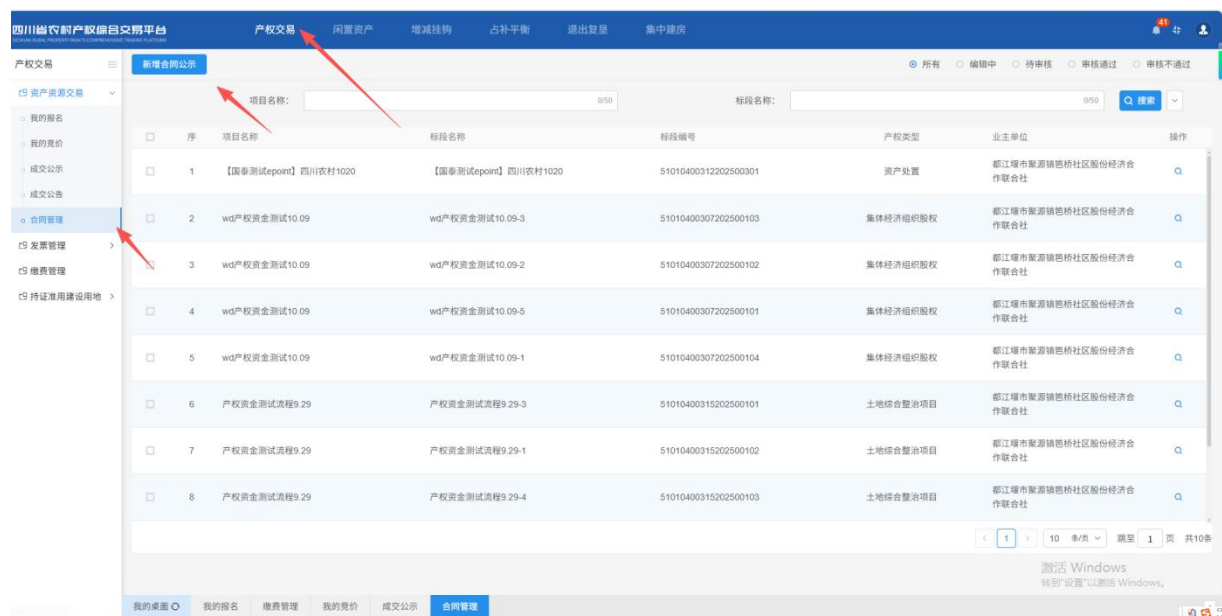 四川省农村产权综合交易平台
产权交易 闲置资产 增减挂钩 占补平衡 退出复垦 集中建房
41
产权交易
新增合同公示
所有 编辑中 待审核 审核通过 审核不通过
资产资源交易
项目名称: 0/50 标段名称: 0/50 搜索
我的报名
我的竞价
成交公示
成交公告
合同管理
发票管理
缴费管理
持证准用建设用地
序 项目名称 标段名称 标段编号 产权类型 业主单位 操作
1 【国泰测试epoint】四川农村1020 【国泰测试epoint】四川农村1020 51010400312202500301 资产处置 都江堰市聚源镇笆桥社区股份经济合
作联合社
2 wd产权资金测试10.09 wd产权资金测试10.09-3 51010400307202500103 集体经济组织股权 都江堰市聚源镇笆桥社区股份经济合
作联合社
3 wd产权资金测试10.09 wd产权资金测试10.09-2 51010400307202500102 集体经济组织股权 都江堰市聚源镇笆桥社区股份经济合
作联合社
4 wd产权资金测试10.09 wd产权资金测试10.09-5 51010400307202500101 集体经济组织股权 都江堰市聚源镇笆桥社区股份经济合
作联合社
5 wd产权资金测试10.09 wd产权资金测试10.09-1 51010400307202500104 集体经济组织股权 都江堰市聚源镇笆桥社区股份经济合
作联合社
6 产权资金测试流程9.29 产权资金测试流程9.29-3 51010400315202500101 土地综合整治项目 都江堰市聚源镇笆桥社区股份经济合
作联合社
7 产权资金测试流程9.29 产权资金测试流程9.29-1 51010400315202500102 土地综合整治项目 都江堰市聚源镇笆桥社区股份经济合
作联合社
8 产权资金测试流程9.29 产权资金测试流程9.29-4 51010400315202500103 土地综合整治项目 都江堰市聚源镇笆桥社区股份经济合
作联合社
1 10 条/页 跳至 1 页 共10条
激活 Windows
转到"设置"以激活 Windows。
我的桌面 我的报名 缴费管理 我的竞价 成交公示 合同管理